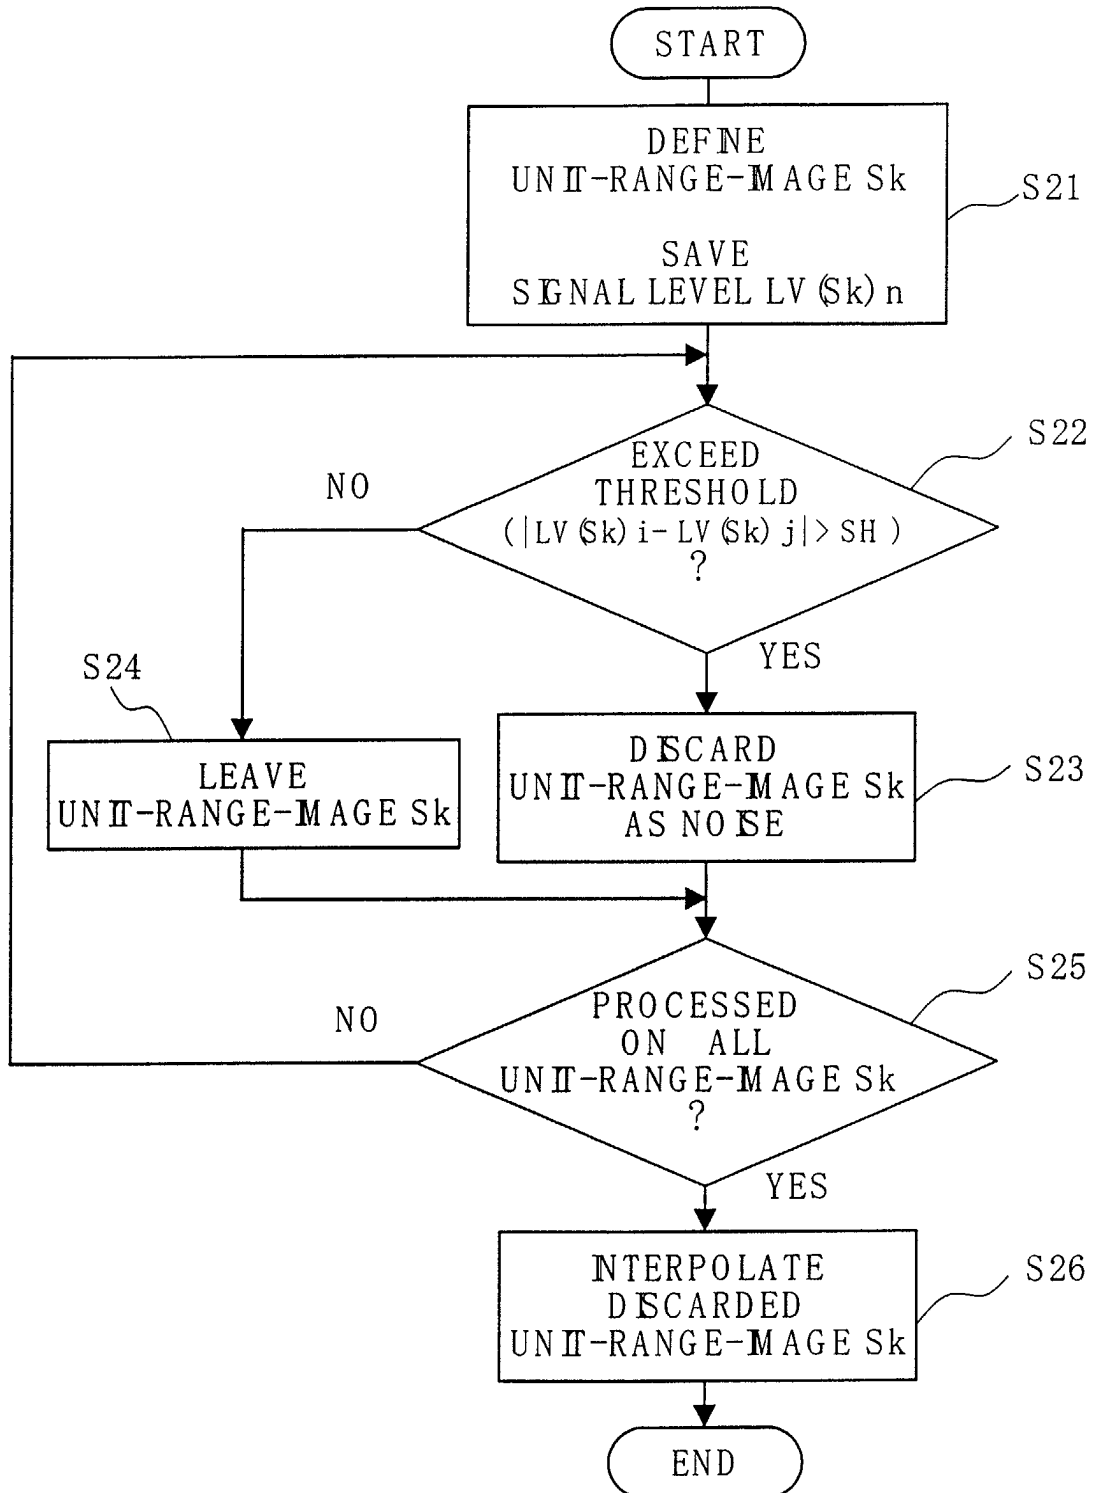 START
DEFINE
UNIT-RANGE-IMAGE Sk
SAVE
SIGNAL LEVEL LV(Sk)n
S21
EXCEED
THRESHOLD
(|LV(Sk)i-LV(Sk)j|>SH)
?
S22
NO
YES
S24
LEAVE
UNIT-RANGE-IMAGE Sk
DISCARD
UNIT-RANGE-IMAGE Sk
AS NOISE
S23
PROCESSED
ON ALL
UNIT-RANGE-IMAGE Sk
?
S25
NO
YES
INTERPOLATE
DISCARDED
UNIT-RANGE-IMAGE Sk
S26
END